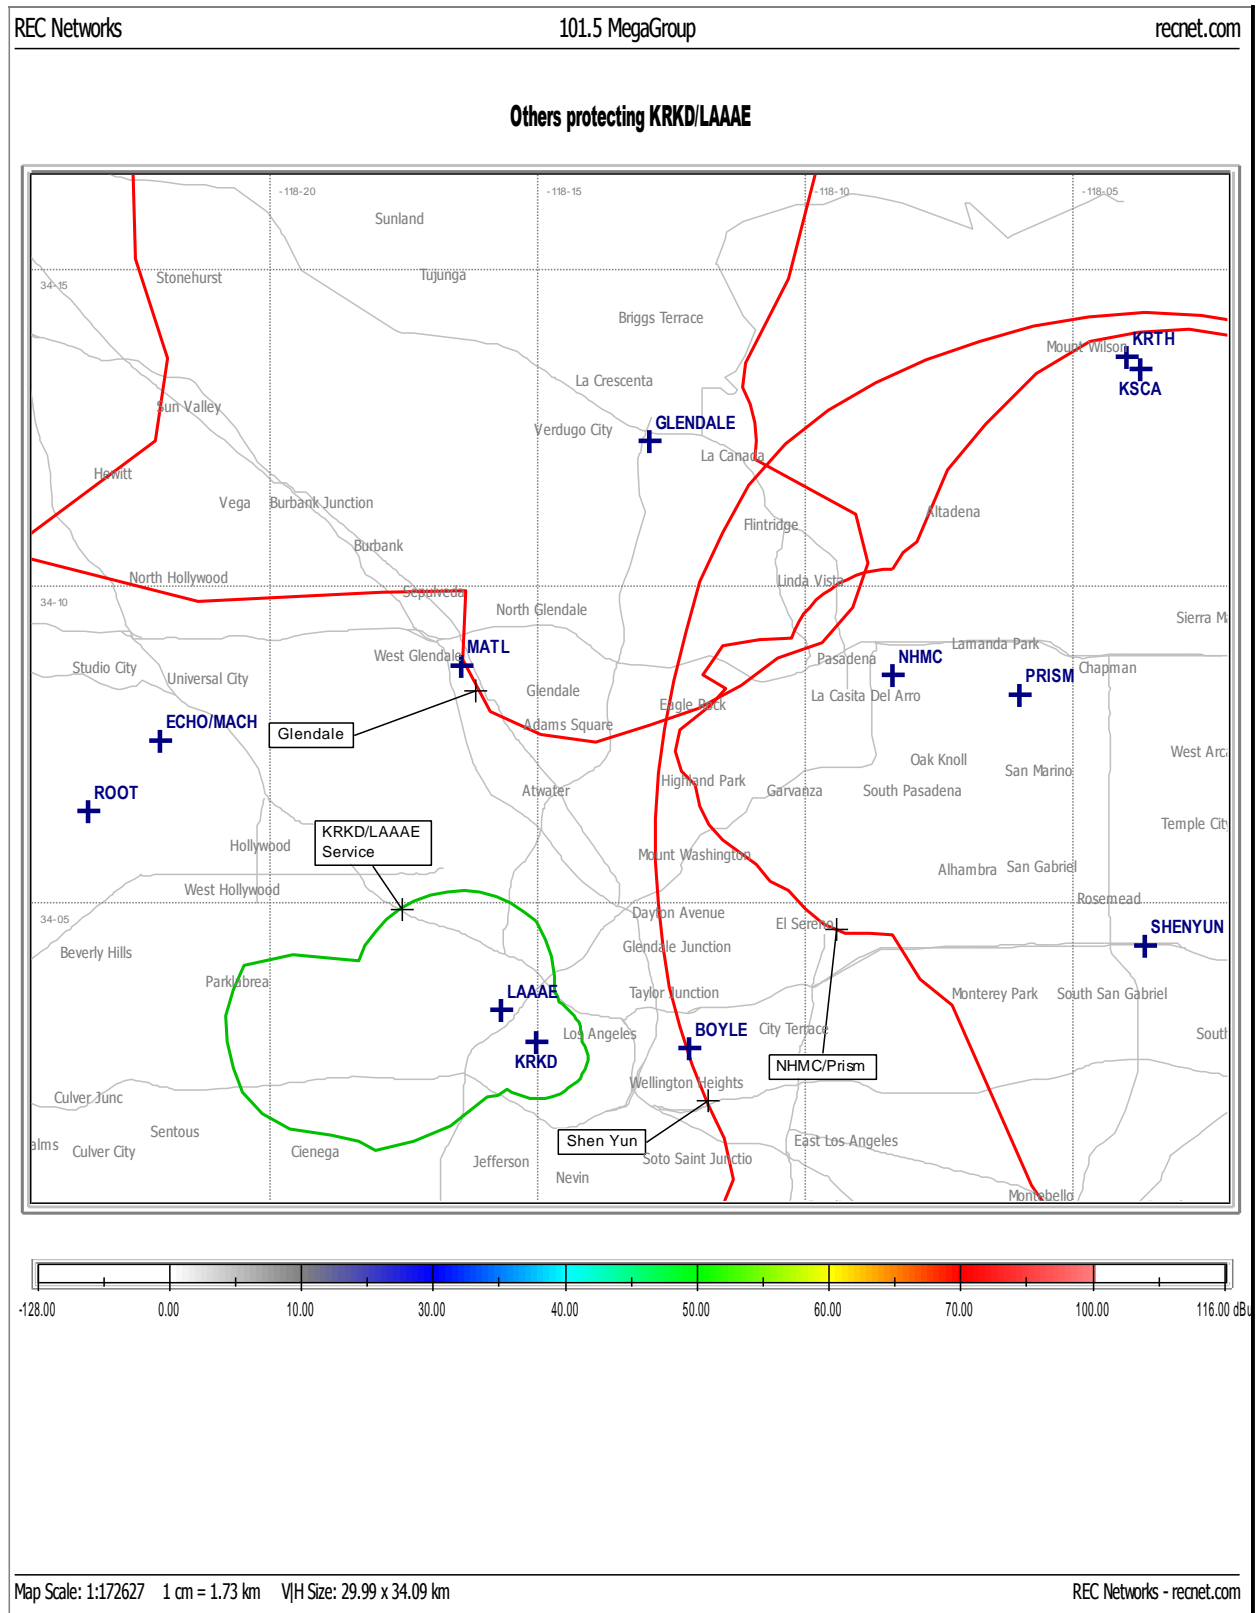 REC Networks 101.5 MegaGroup recnet.com
Others protecting KRKD/LAAAE
-118-20 -118-15 -118-10 -118-05
Sunland
Stonehurst Tujunga
34-15
Briggs Terrace
KRTH
Mount Wilson
La Crescenta
KSCA
Sun Valley
GLENDALE
Verdugo City
La Canada
Hewitt
Vega Burbank Junction
Altadena
Flintridge
Burbank
North Hollywood
Linda Vista
Sepulveda
34-10
North Glendale
Sierra M
MATL
Lamanda Park
West Glendale
NHMC
Pasadena
Studio City
Chapman
Universal City
PRISM
Glendale
La Casita Del Arro
Eagle Rock
ECHO/MACH
Adams Square
Glendale
West Arc
Oak Knoll
San Marino
Highland Park
ROOT
Atwater
Garvanza
South Pasadena
KRKD/LAAAE
Service
Temple City
Hollywood
Mount Washington
San Gabriel
Alhambra
West Hollywood
Rosemead
34-05
Dayton Avenue
El Sereno
SHENYUN
Glendale Junction
Beverly Hills
Parklabrea
LAAAE
Taylor Junction
Monterey Park South San Gabriel
BOYLE
City Terrace
Los Angeles
South
KRKD
NHMC/Prism
Wellington Heights
Culver Junc
Sentous
Shen Yun
East Los Angeles
alms
Culver City
Cienega
Jefferson
Soto Saint Junctio
Nevin
Montebello
-128.00 0.00 10.00 30.00 40.00 50.00 60.00 70.00 100.00 116.00 dBu
Map Scale: 1:172627 1 cm = 1.73 km V|H Size: 29.99 x 34.09 km REC Networks - recnet.com